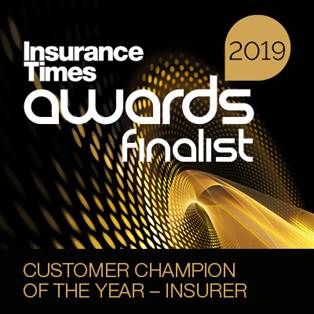 Insurance
Times
2019
awards
finalist
CUSTOMER CHAMPION
OF THE YEAR – INSURER